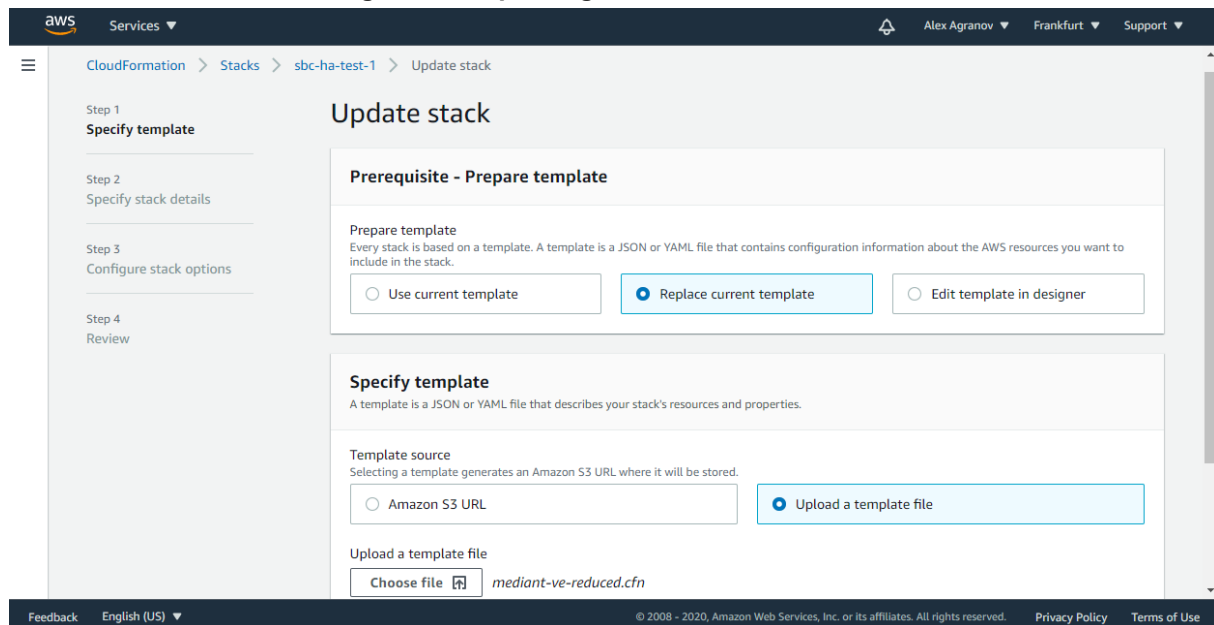 aws
Services ▼
Alex Agranov ▼
Frankfurt ▼
Support ▼
CloudFormation > Stacks > sbc-ha-test-1 > Update stack
Step 1
Specify template
Step 2
Specify stack details
Step 3
Configure stack options
Step 4
Review
Update stack
Prerequisite - Prepare template
Prepare template
Every stack is based on a template. A template is a JSON or YAML file that contains configuration information about the AWS resources you want to
include in the stack.
Use current template
Replace current template
Edit template in designer
Specify template
A template is a JSON or YAML file that describes your stack's resources and properties.
Template source
Selecting a template generates an Amazon S3 URL where it will be stored.
Amazon S3 URL
Upload a template file
Upload a template file
Choose file
mediant-ve-reduced.cfn
Feedback
English (US) ▼
© 2008 - 2020, Amazon Web Services, Inc. or its affiliates. All rights reserved.
Privacy Policy
Terms of Use